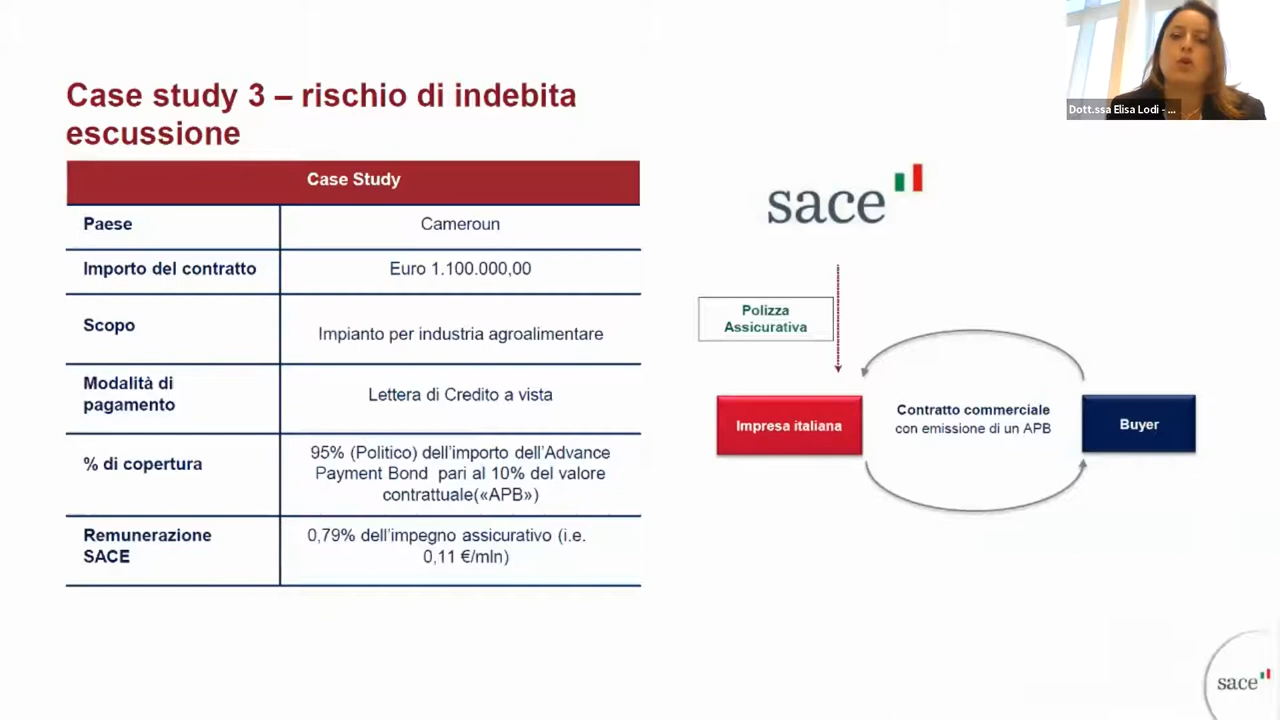 Case study 3 – rischio di indebita
escussione
Dott.ssa Elisa Lodi - ...
Case Study
Paese
Cameroun
Importo del contratto
Euro 1.100.000,00
Scopo
Impianto per industria agroalimentare
Modalità di
pagamento
Lettera di Credito a vista
% di copertura
95% (Politico) dell'importo dell'Advance
Payment Bond pari al 10% del valore
contrattuale(«APB»)
Remunerazione
SACE
0,79% dell'impegno assicurativo (i.e.
0,11 €/mln)
sace
Polizza
Assicurativa
Impresa italiana
Contratto commerciale
con emissione di un APB
Buyer
sace